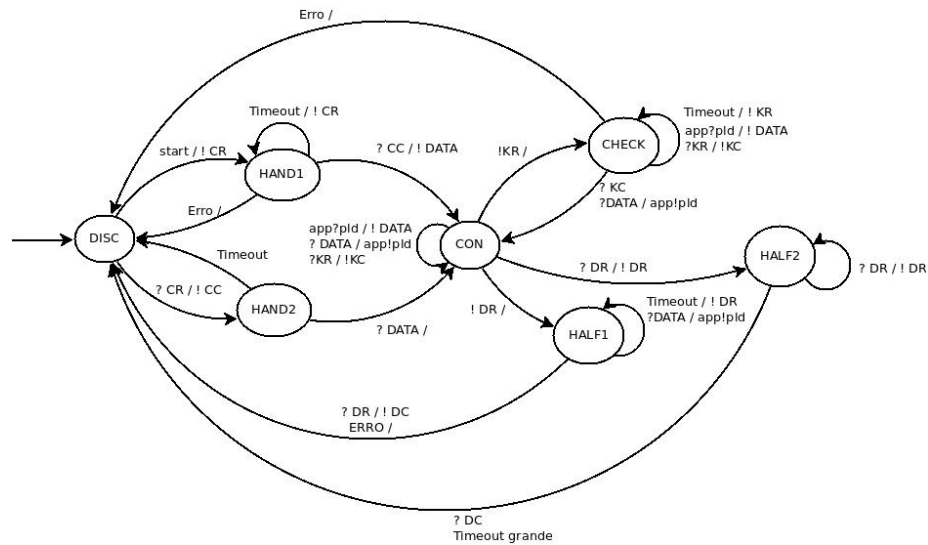 Erro /
Timeout / ! CR
Timeout / ! KR
app?pld / ! DATA
?KR / !KC
start / ! CR
? CC / ! DATA
!KR /
CHECK
HAND1
? KC
?DATA / app!pld
Erro /
DISC
app?pld / ! DATA
? DATA / app!pld
?KR / !KC
CON
Timeout
HALF2
? DR / ! DR
? DR / ! DR
? CR / ! CC
HAND2
? DATA /
! DR /
Timeout / ! DR
?DATA / app!pld
HALF1
? DR / ! DC
ERRO /
? DC
Timeout grande